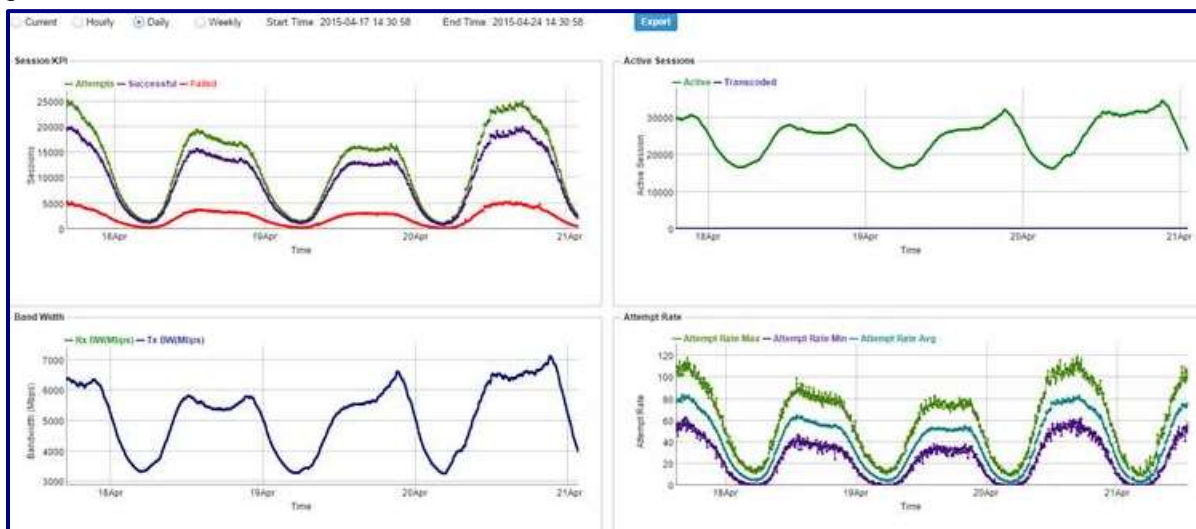 Current Hourly Daily Weekly Start Time 2015-04-17 14:30:58 End Time 2015-04-24 14:30:58 Export
Session KPI
Attempts Successful Failed
25000
20000
15000
10000
5000
0
Sessions
18Apr 19Apr 20Apr 21Apr
Time
Active Sessions
Active Transcoded
30000
20000
10000
0
Active Session
18Apr 19Apr 20Apr 21Apr
Time
Band Width
Rx BW(Mbps) Tx BW(Mbps)
7000
6000
5000
4000
3000
Bandwidth (Mbps)
18Apr 19Apr 20Apr 21Apr
Time
Attempt Rate
Attempt Rate Max Attempt Rate Min Attempt Rate Avg
120
100
80
60
40
20
0
Attempt Rate
18Apr 19Apr 20Apr 21Apr
Time